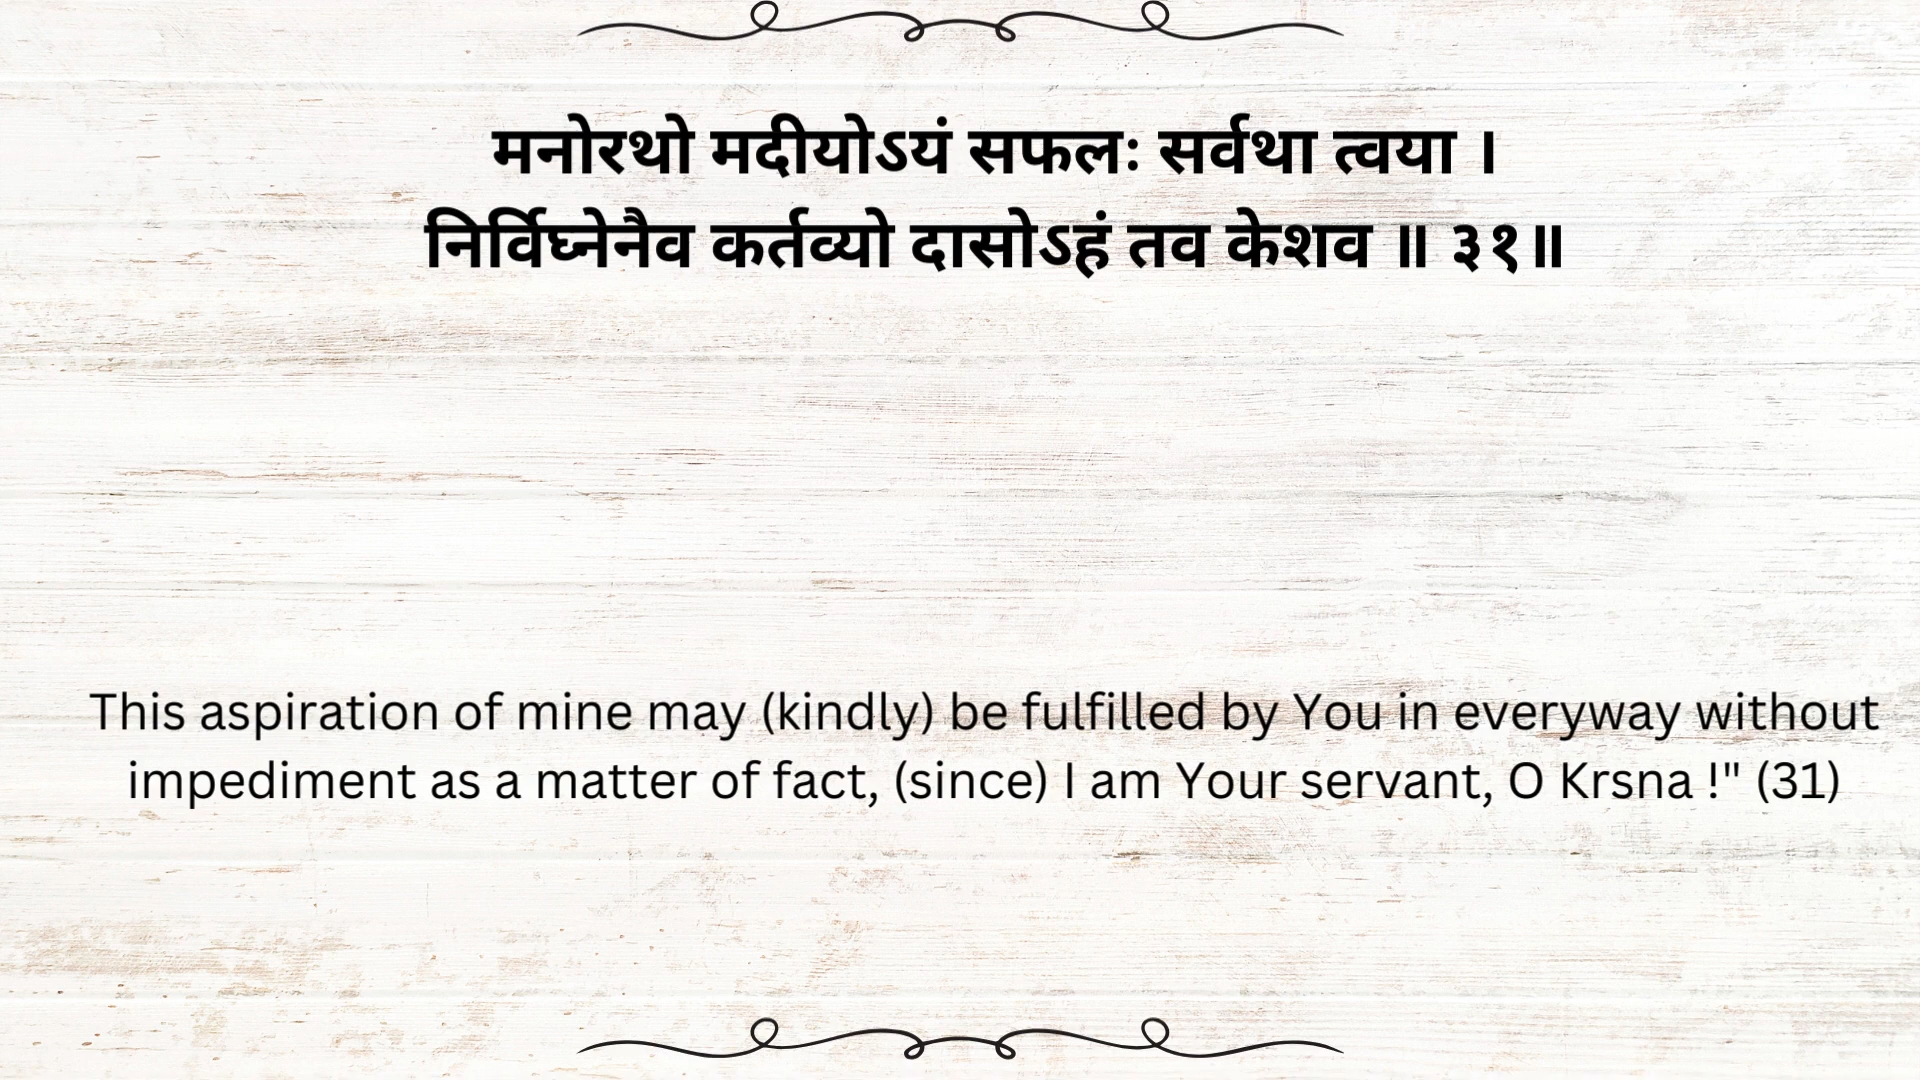 मनोरथो मदीयोऽयं सफलः सर्वथा त्वया ।
निर्विघ्नेनैव कर्तव्यो दासोऽहं तव केशव ॥ ३१॥
This aspiration of mine may (kindly) be fulfilled by You in everyway without
impediment as a matter of fact, (since) I am Your servant, O Krsna !" (31)